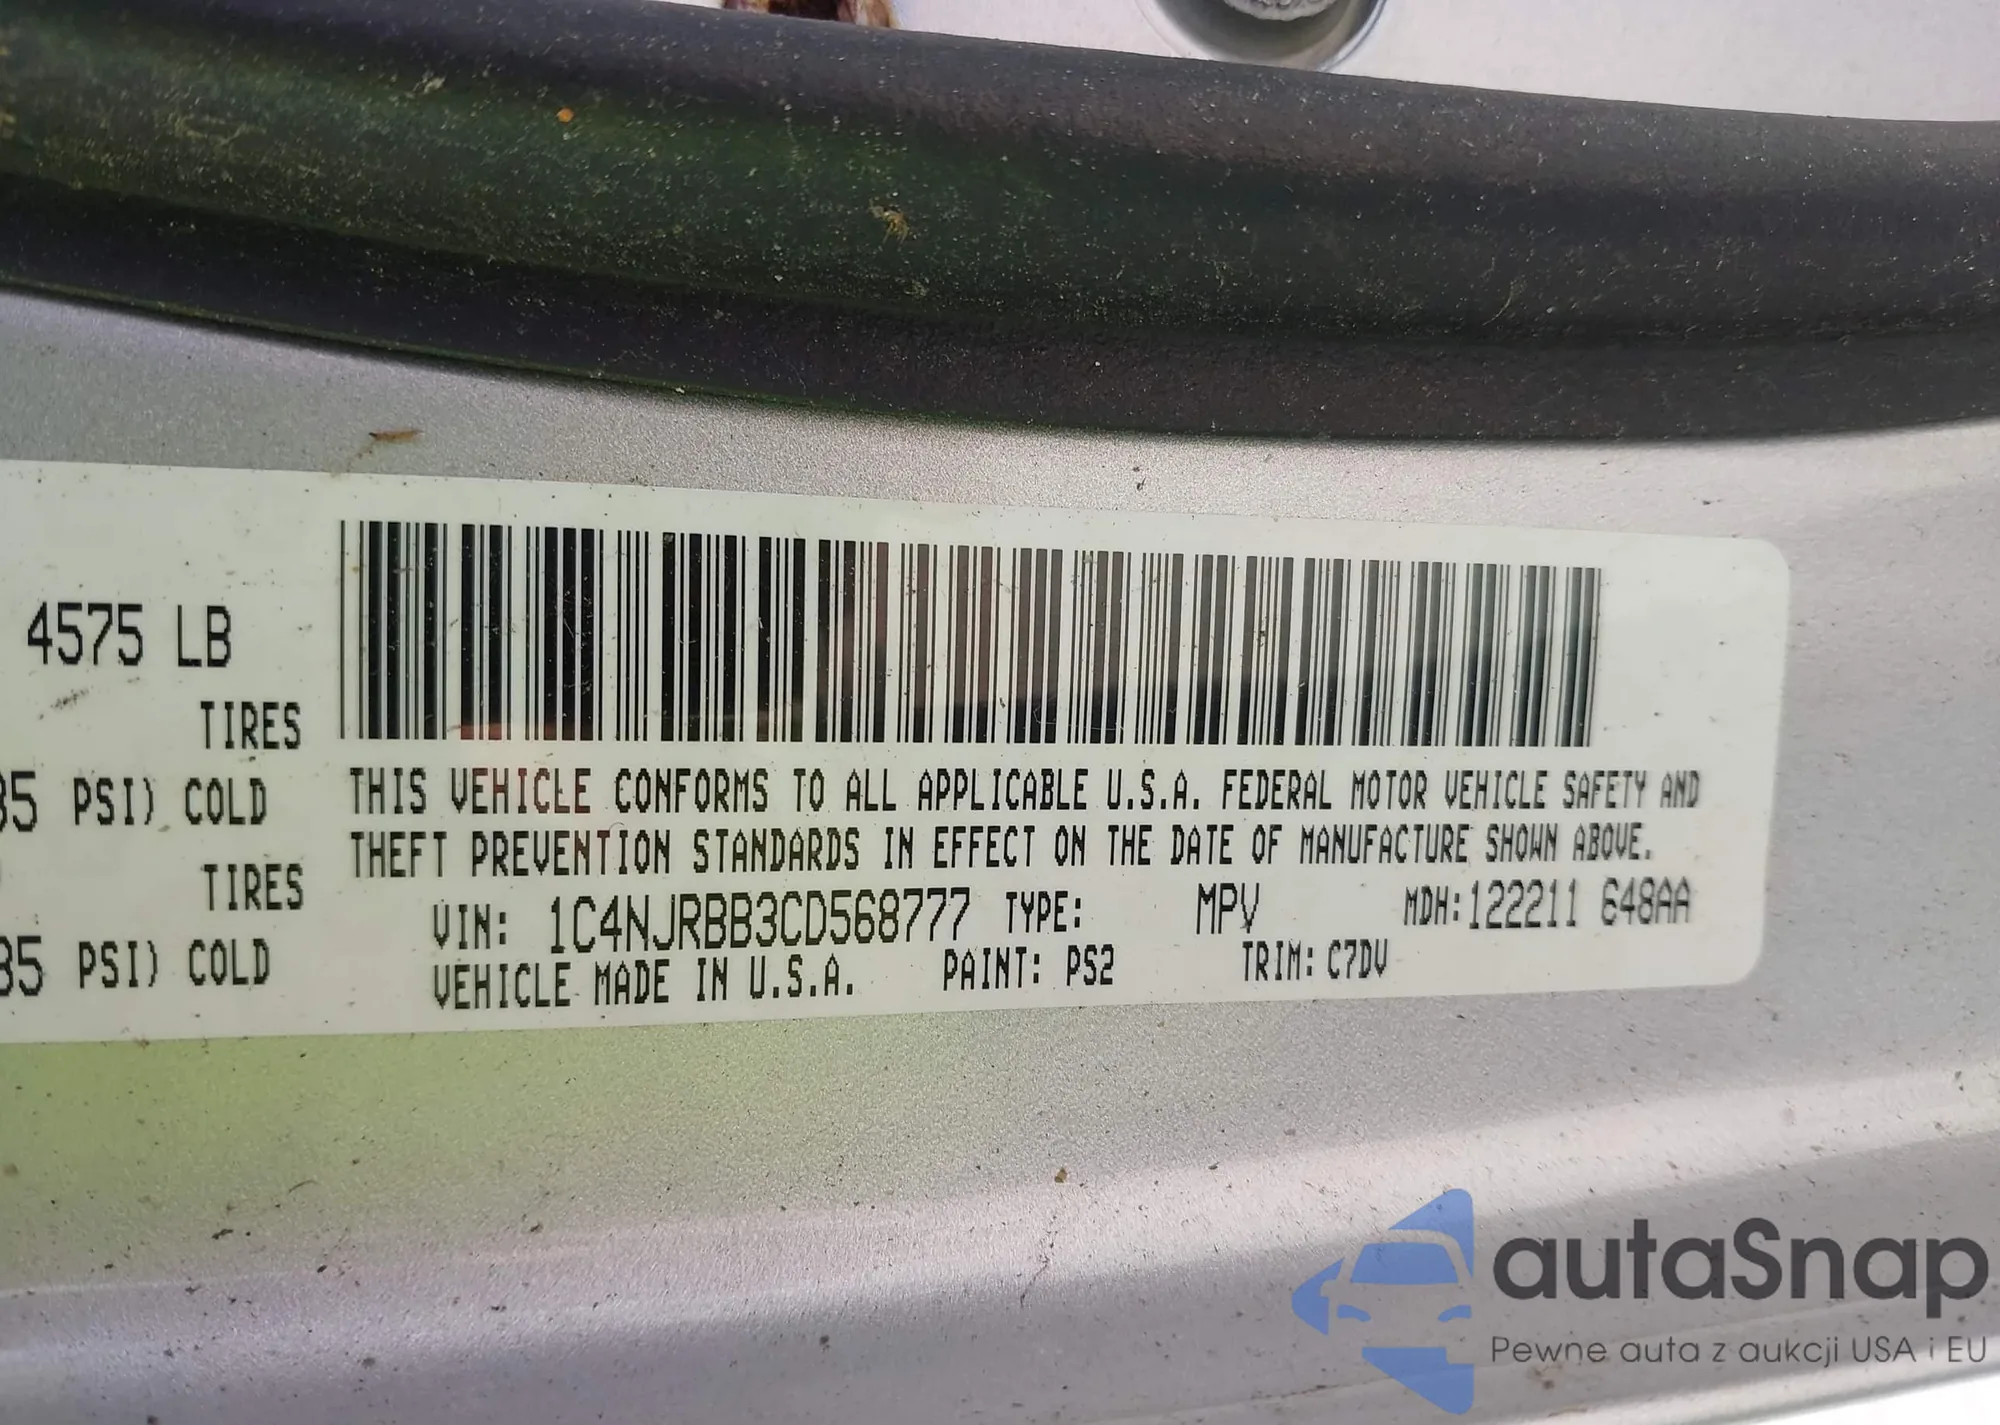 4575 LB
TIRES
35 PSI) COLD
TIRES
35 PSI) COLD
THIS VEHICLE CONFORMS TO ALL APPLICABLE U.S.A. FEDERAL MOTOR VEHICLE SAFETY AND
THEFT PREVENTION STANDARDS IN EFFECT ON THE DATE OF MANUFACTURE SHOWN ABOVE.
VIN: 1C4NJRBB3CD568777 TYPE: MPV MDH:122211 648AA
VEHICLE MADE IN U.S.A. PAINT: PS2 TRIM: C7DV
autaSnap
Pewne auta z aukcji USA i EU